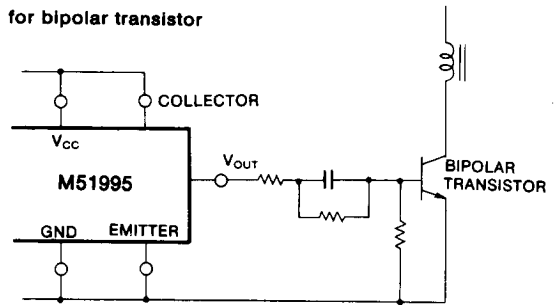 for bipolar transistor
COLLECTOR
VCC
VOUT
M51995
BIPOLAR
TRANSISTOR
GND
EMITTER